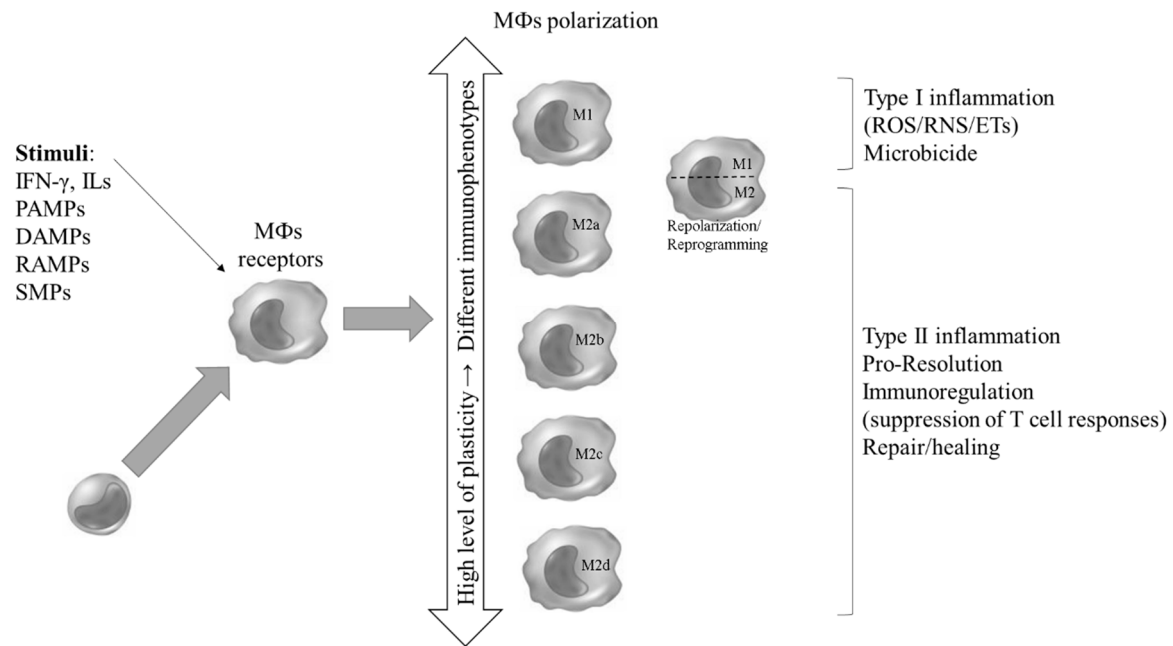 MΦs polarization
Stimuli:
IFN-γ, ILs
PAMPs
DAMPs
RAMPs
SMPs
MΦs
receptors
High level of plasticity → Different immunophenotypes
M1
M2a
M2b
M2c
M2d
M1
M2
Repolarization/
Reprogramming
Type I inflammation
(ROS/RNS/ETs)
Microbicide
Type II inflammation
Pro-Resolution
Immunoregulation
(suppression of T cell responses)
Repair/healing